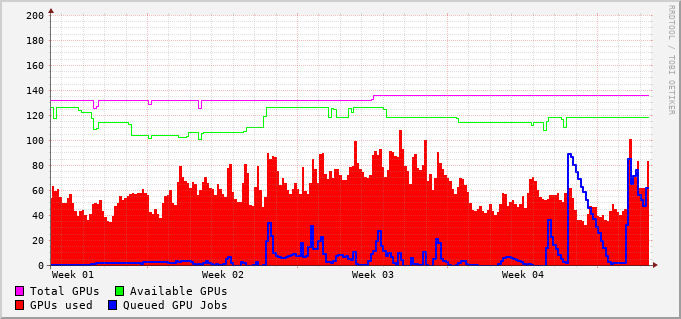 200
180
160
140
120
100
80
60
40
20
0
Week 01 Week 02 Week 03 Week 04
Total GPUs Available GPUs
GPUs used Queued GPU Jobs
RRDTOOL / TOBI OETIKER